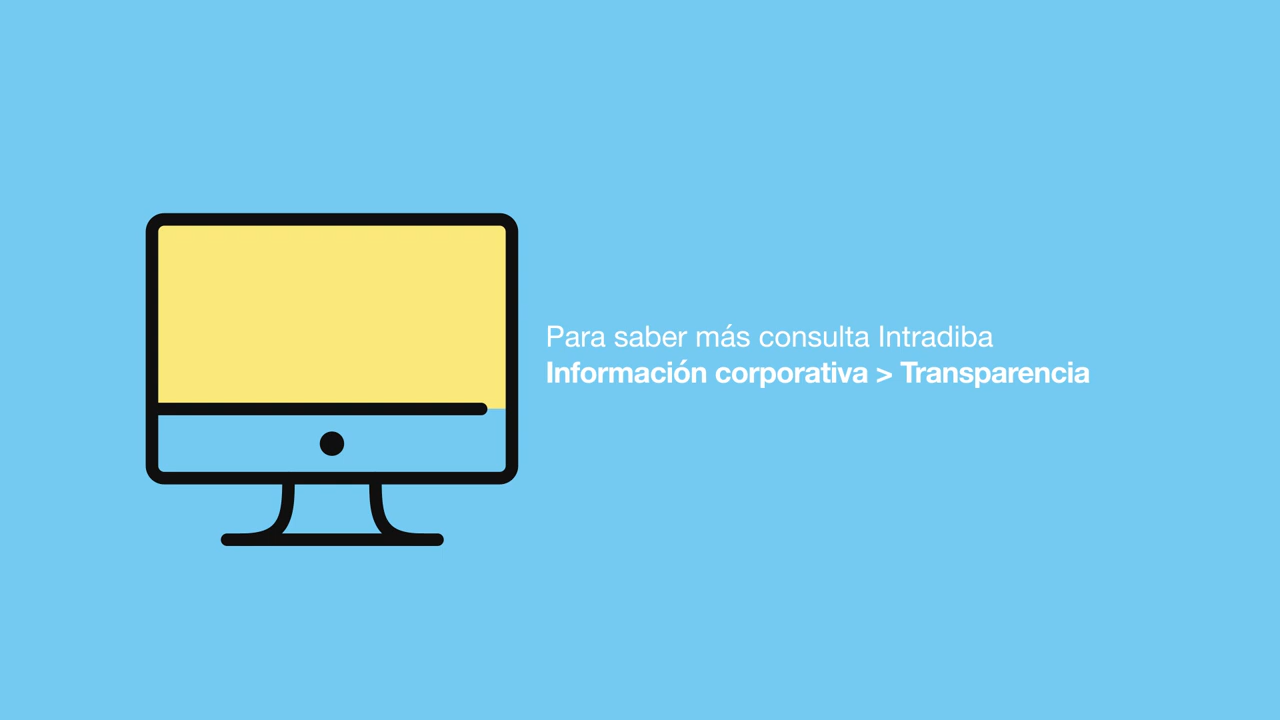 Para saber más consulta Intradiba
Información corporativa > Transparencia